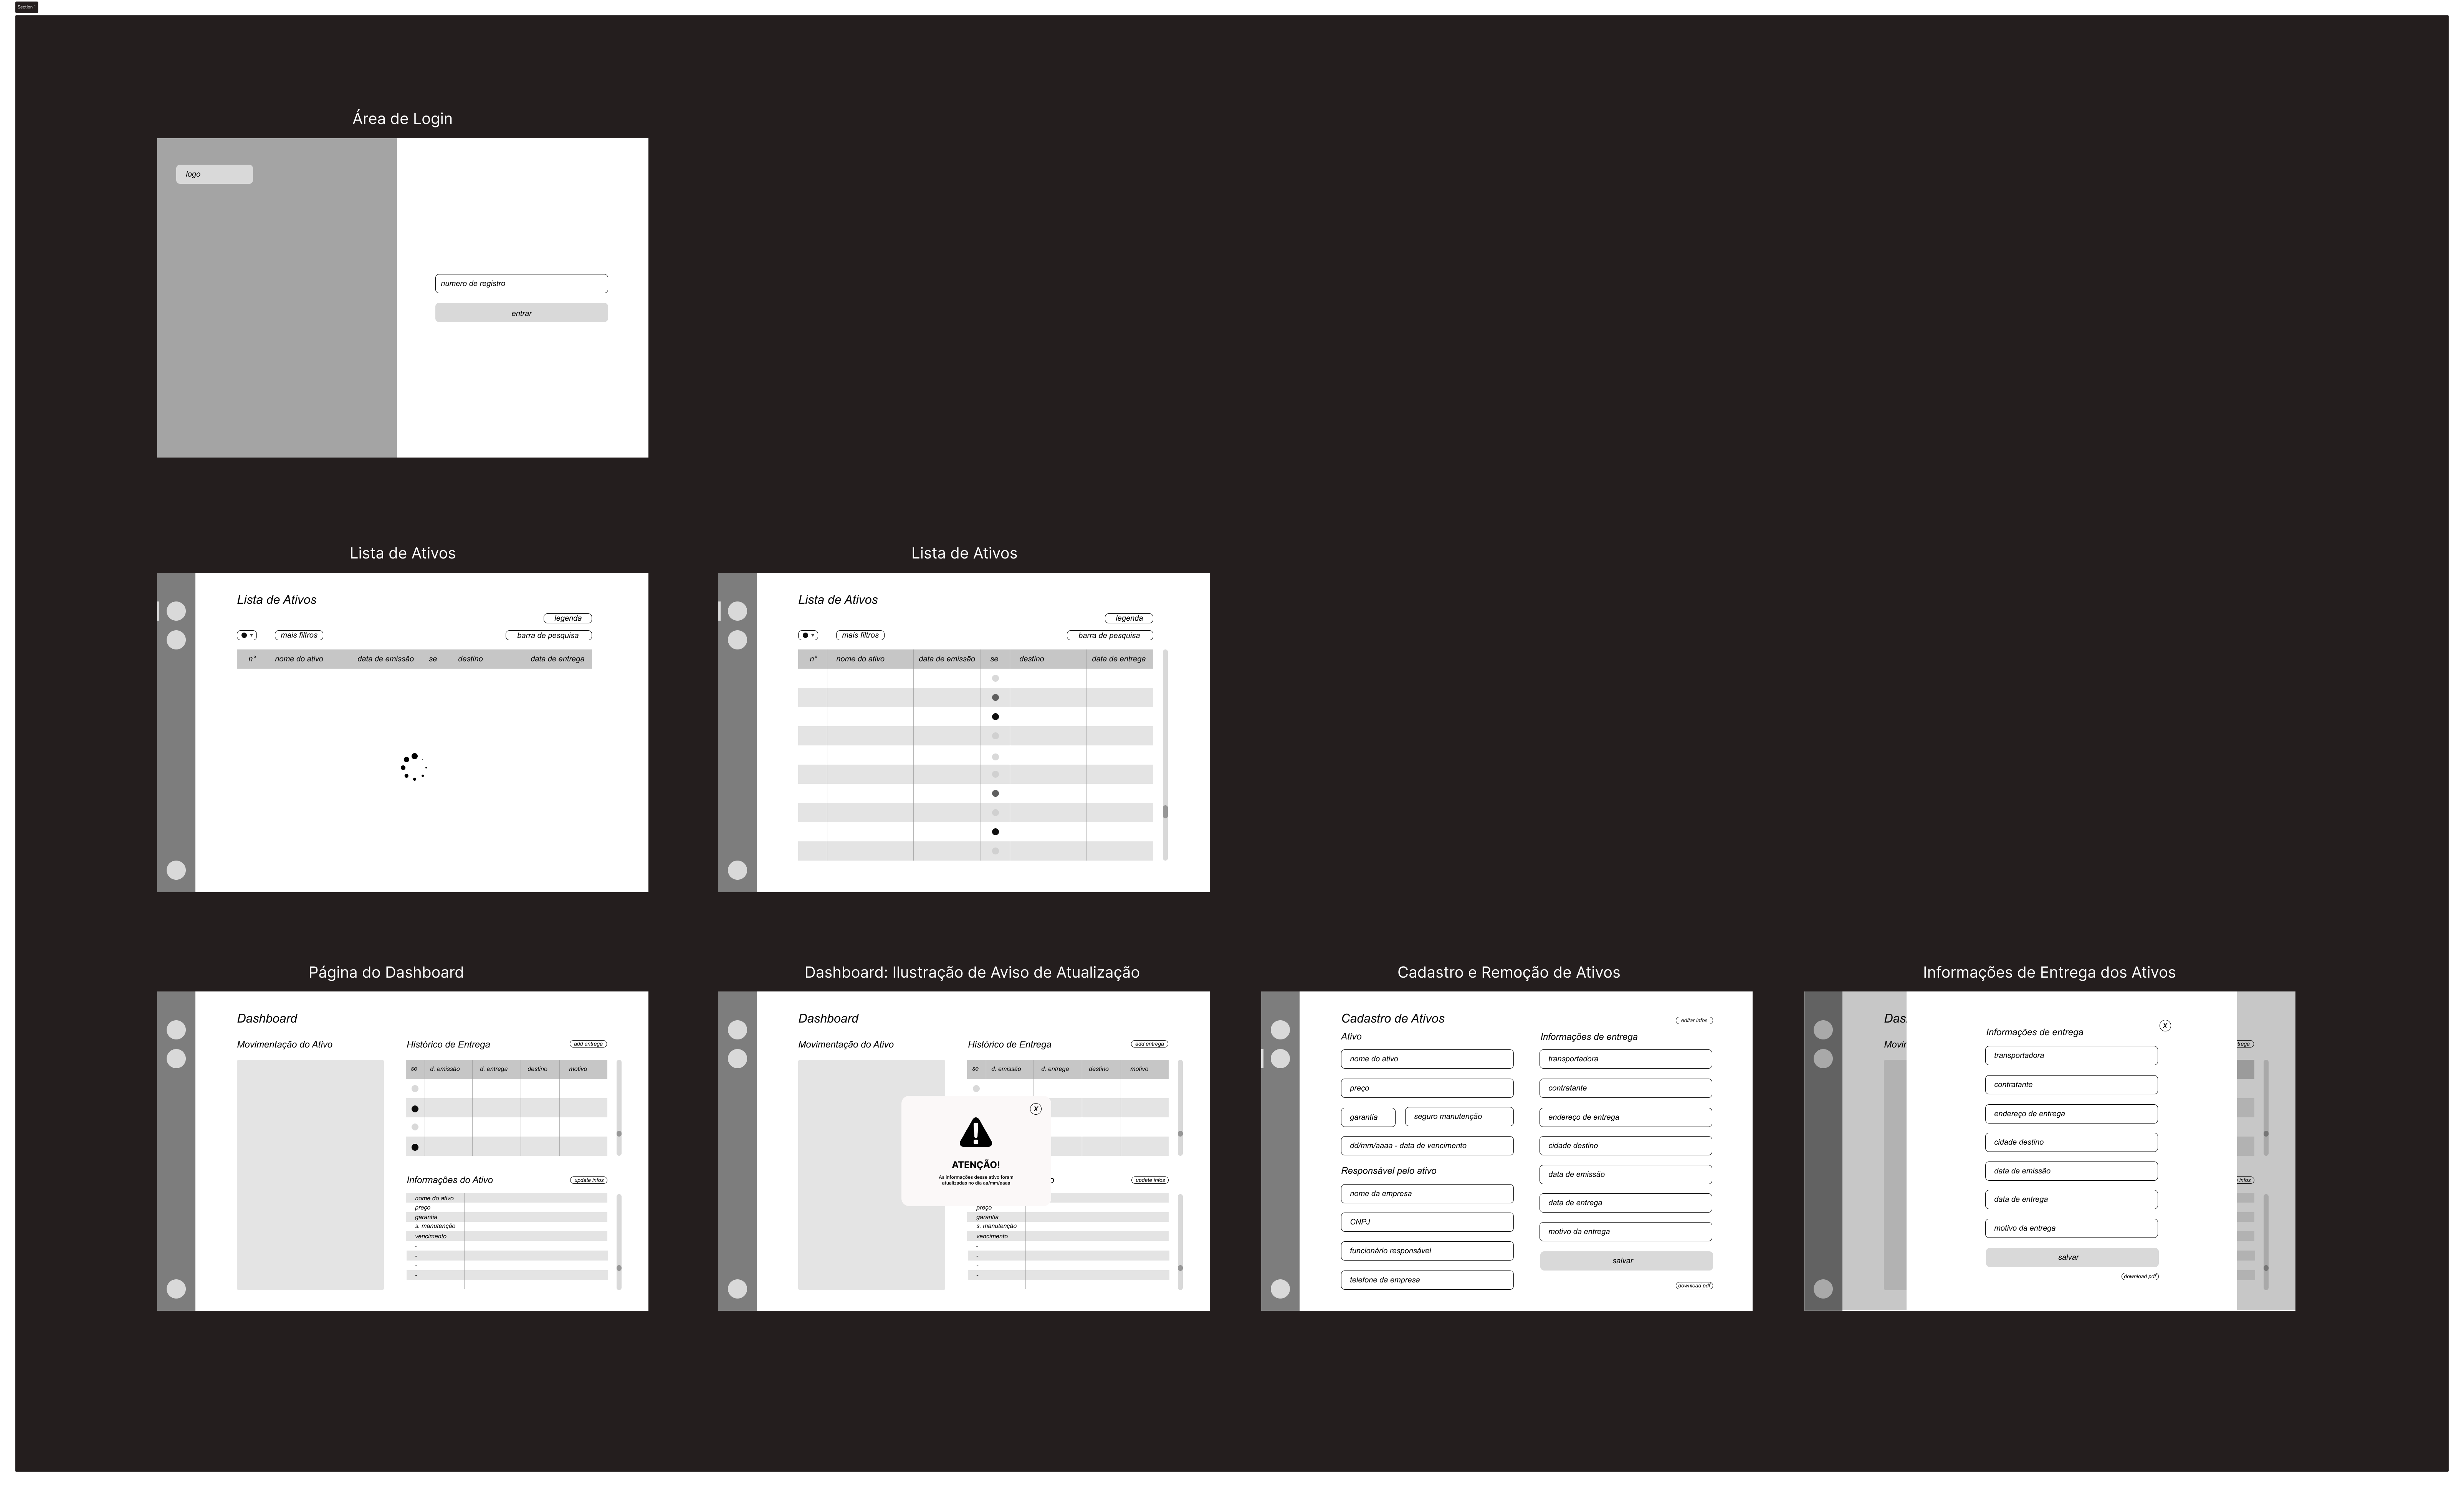 Section 1
Área de Login
logo
numero de registro
entrar
Lista de Ativos
Lista de Ativos
legenda
mais filtros
barra de pesquisa
n° nome do ativo data de emissão se destino data de entrega
Lista de Ativos
Lista de Ativos
legenda
mais filtros
barra de pesquisa
n° nome do ativo data de emissão se destino data de entrega
Página do Dashboard
Dashboard
Movimentação do Ativo
Histórico de Entrega
add entrega
se d. emissão d. entrega destino motivo
Informações do Ativo
update infos
nome do ativo
preço
garantia
s. manutenção
vencimento
-
-
-
-
Dashboard: Ilustração de Aviso de Atualização
Dashboard
Movimentação do Ativo
Histórico de Entrega
add entrega
se d. emissão d. entrega destino motivo
X
ATENÇÃO!
As informações desse ativo foram
atualizadas no dia aa/mm/aaaa
o
update infos
preço
garantia
s. manutenção
vencimento
-
-
-
-
Cadastro e Remoção de Ativos
Cadastro de Ativos
editar infos
Ativo
nome do ativo
preço
garantia
seguro manutenção
dd/mm/aaaa - data de vencimento
Responsável pelo ativo
nome da empresa
CNPJ
funcionário responsável
telefone da empresa
Informações de entrega
transportadora
contratante
endereço de entrega
cidade destino
data de emissão
data de entrega
motivo da entrega
salvar
download pdf
Informações de Entrega dos Ativos
Das
Movir
trega
infos
Informações de entrega
X
transportadora
contratante
endereço de entrega
cidade destino
data de emissão
data de entrega
motivo da entrega
salvar
download pdf